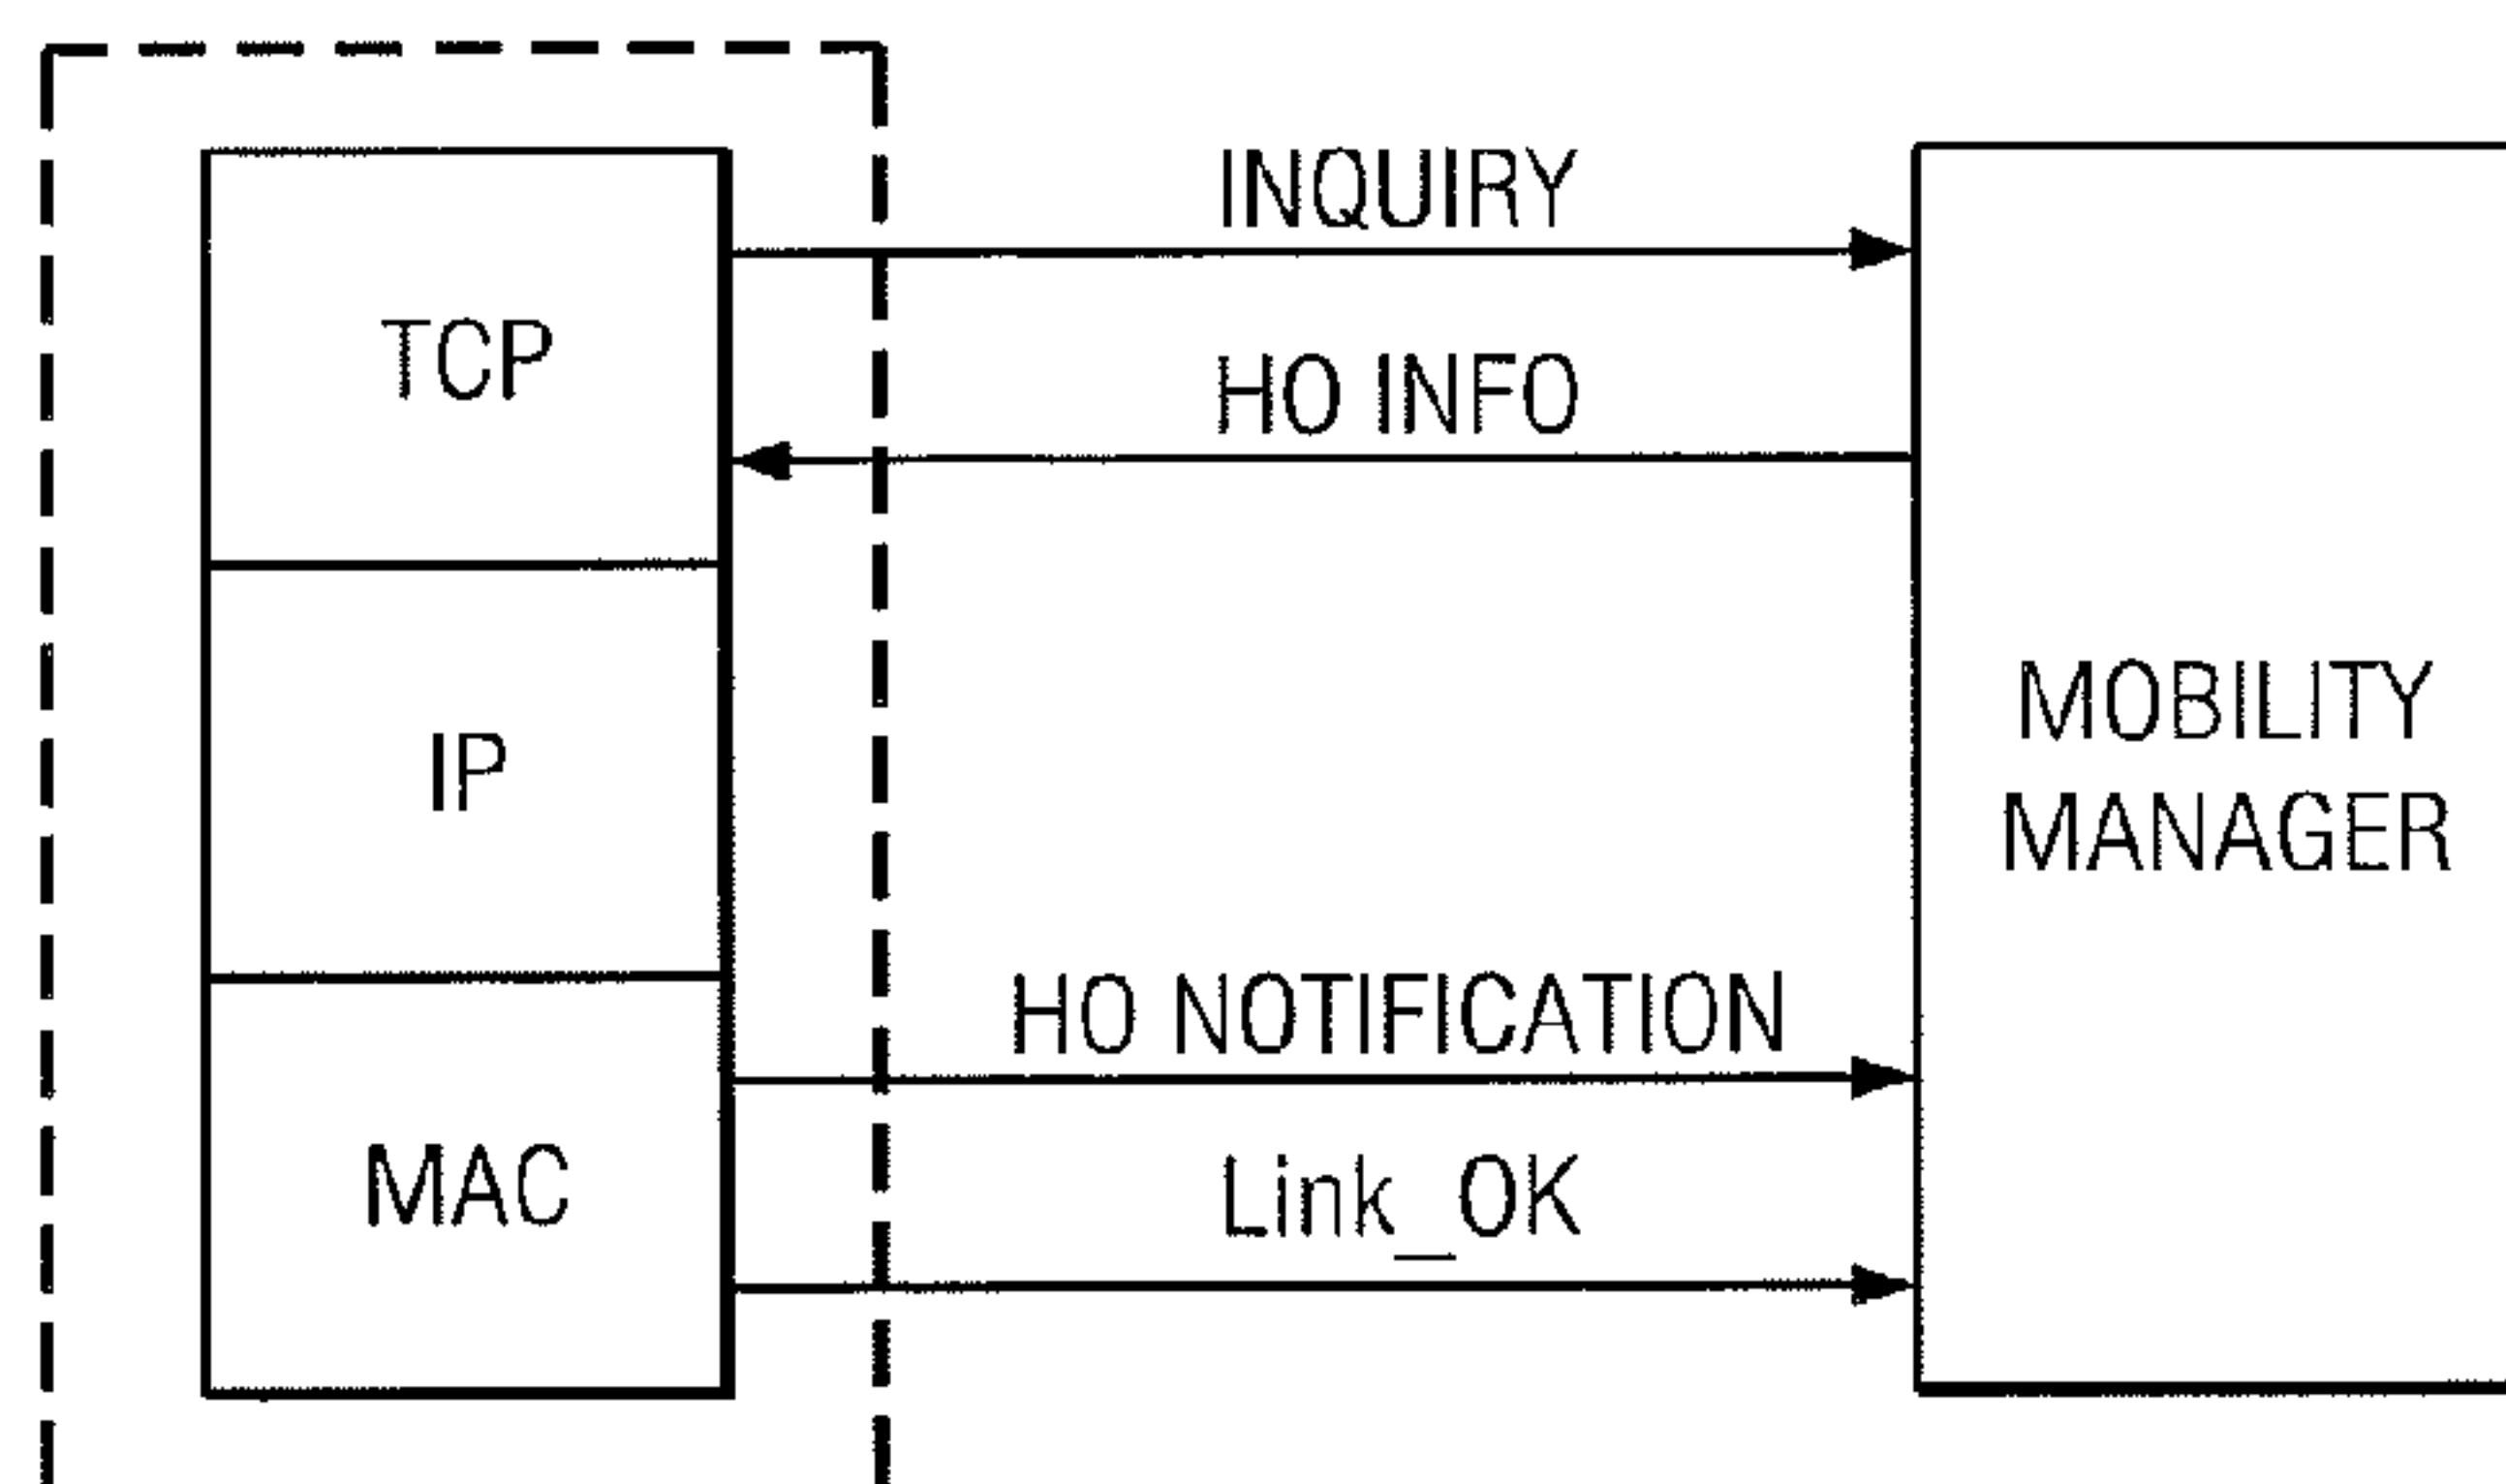 INQUIRY
TCP
HO INFO
IP
MOBILITY
MANAGER
HO NOTIFICATION
MAC
Link_OK